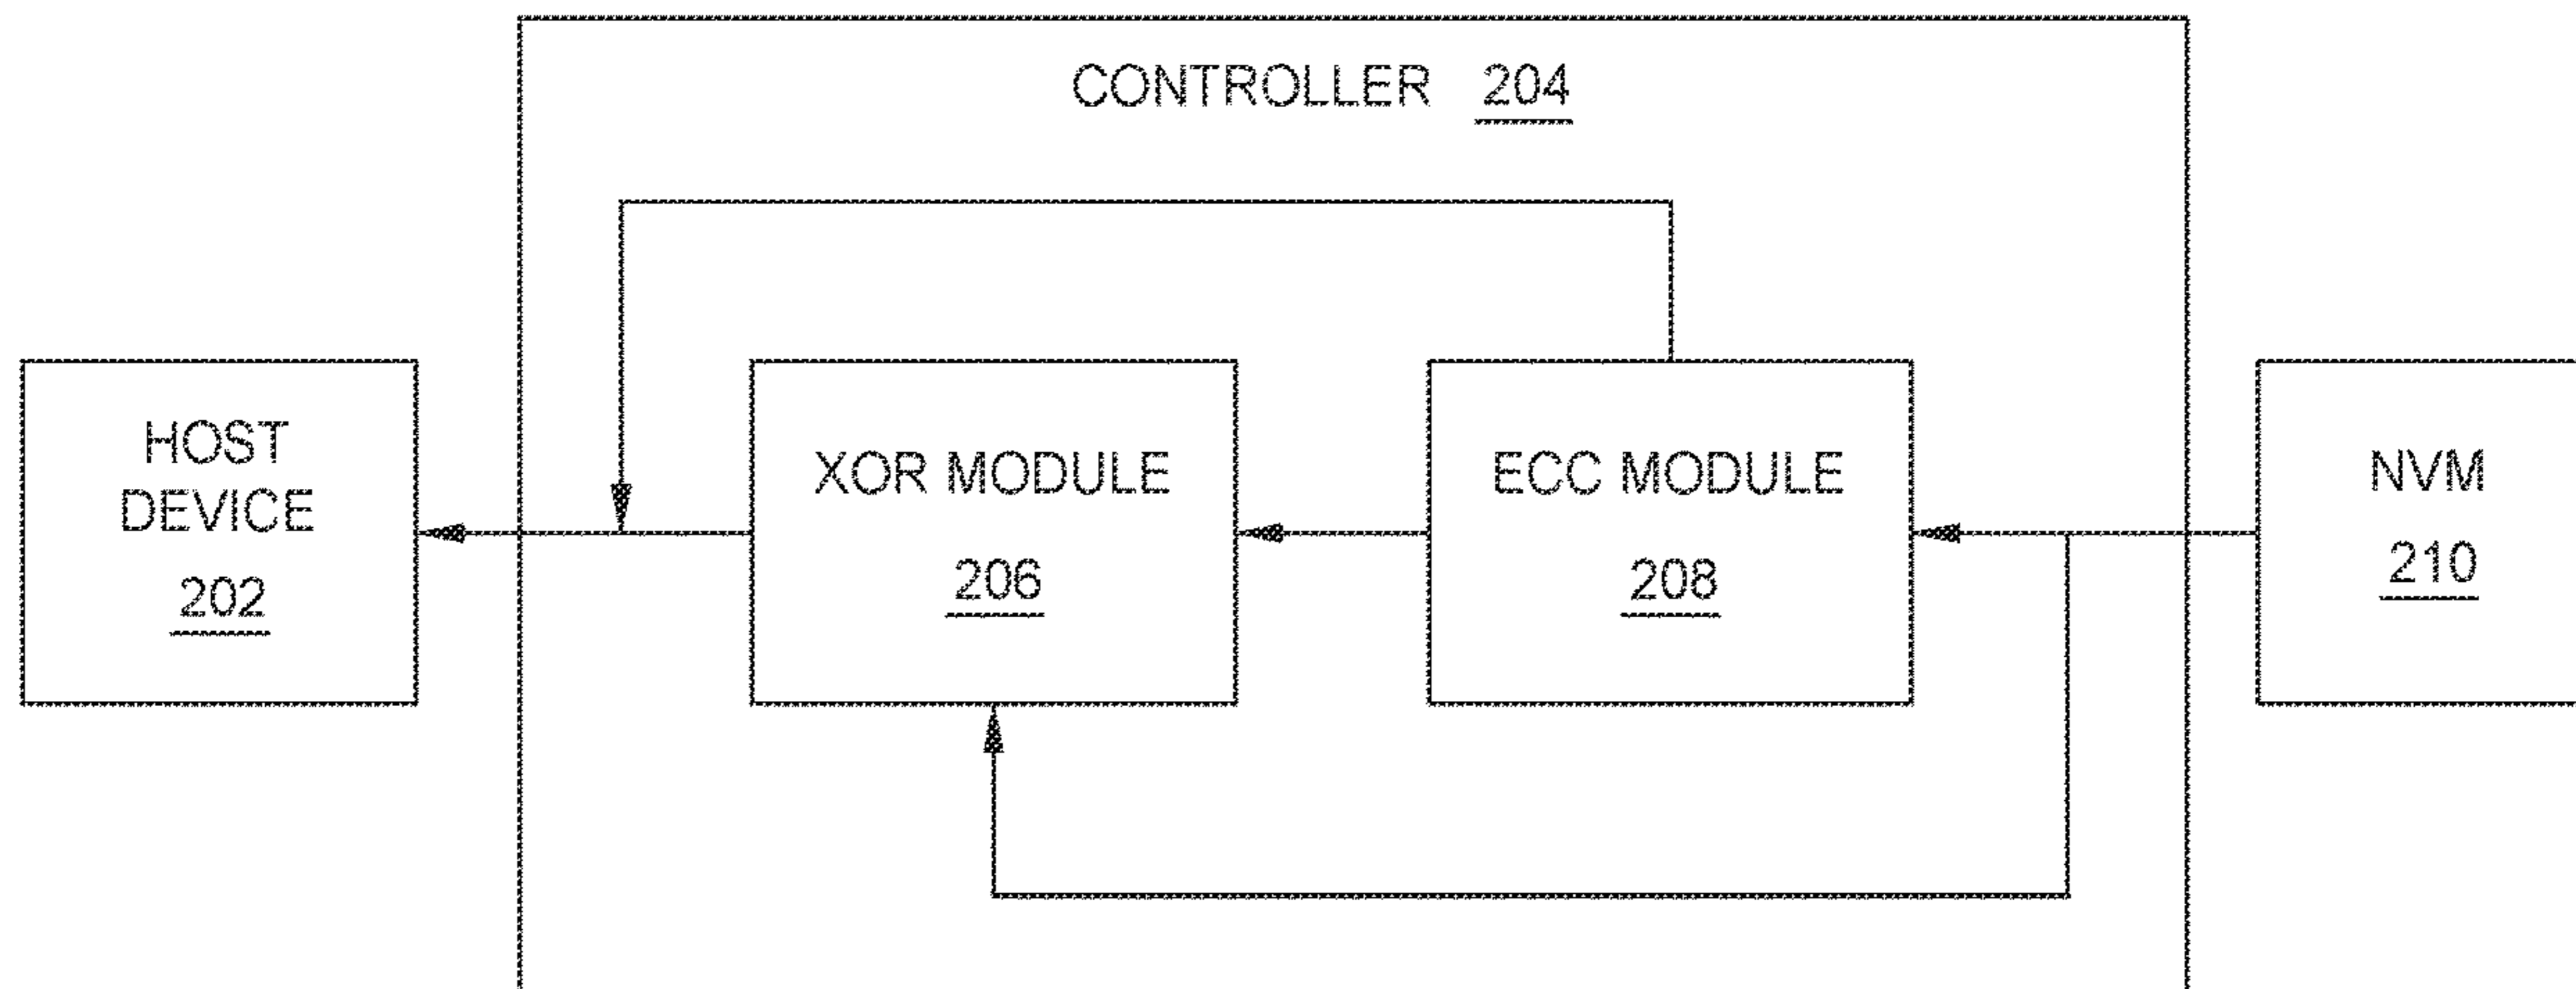 CONTROLLER 204
HOST
DEVICE
202
XOR MODULE
206
ECC MODULE
208
NVM
210